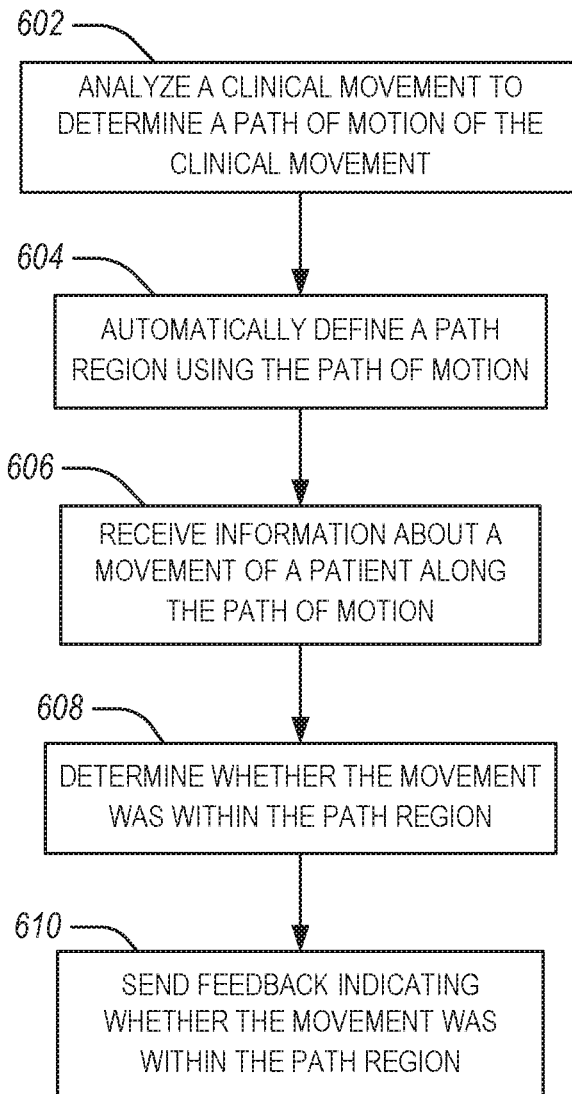 602
ANALYZE A CLINICAL MOVEMENT TO
DETERMINE A PATH OF MOTION OF THE
CLINICAL MOVEMENT
604
AUTOMATICALLY DEFINE A PATH
REGION USING THE PATH OF MOTION
606
RECEIVE INFORMATION ABOUT A
MOVEMENT OF A PATIENT ALONG
THE PATH OF MOTION
608
DETERMINE WHETHER THE MOVEMENT
WAS WITHIN THE PATH REGION
610
SEND FEEDBACK INDICATING
WHETHER THE MOVEMENT WAS
WITHIN THE PATH REGION